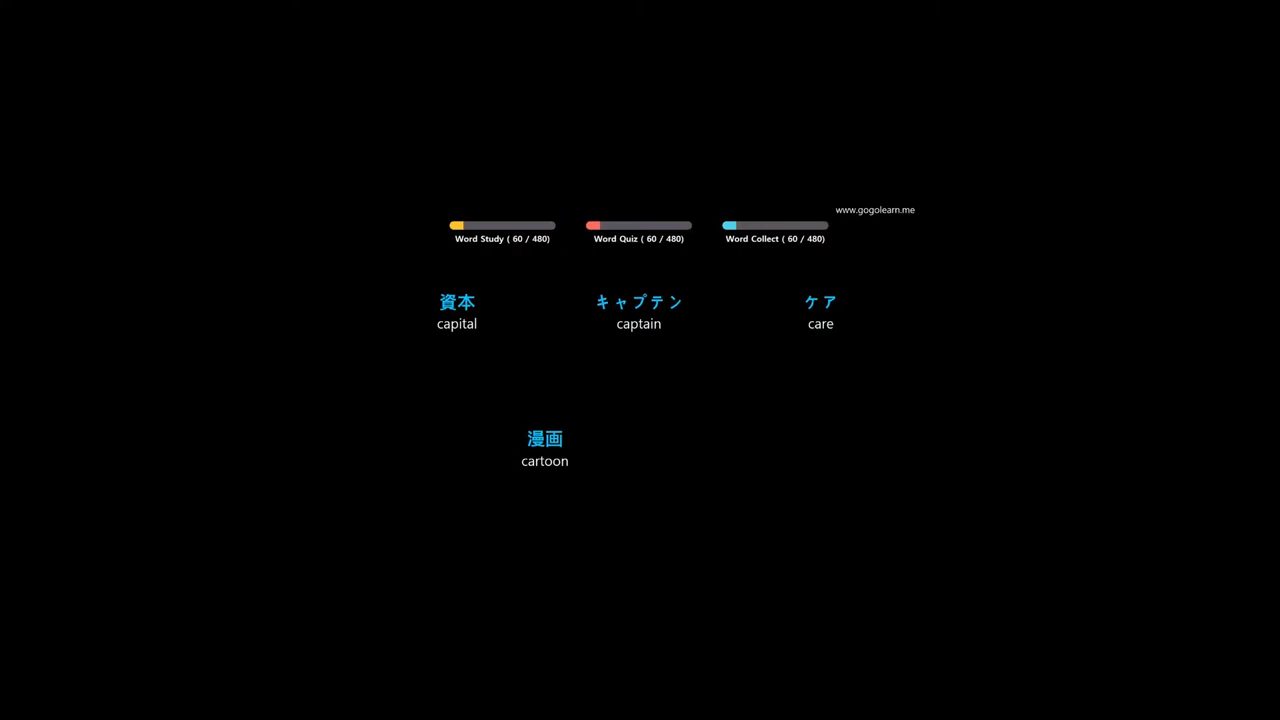 www.gogolearn.me
Word Study ( 60 / 480)
Word Quiz ( 60 / 480)
Word Collect ( 60 / 480)
資本
capital
キャプテン
captain
ケア
care
漫画
cartoon